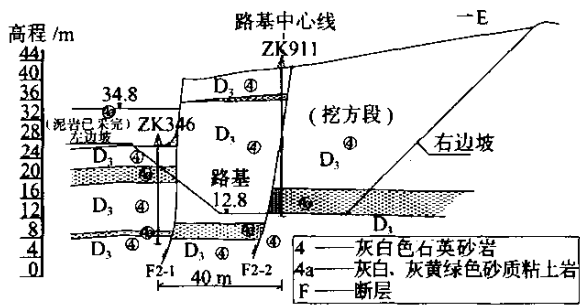 高程/m
路基中心线
一E
44
40
36
32
28
24
20
16
12
8
4
0
ZK911
D₃ ④
34.8
(泥岩已采完)
ZK346
左边坡
D₃
④
(挖方段)
④
D₃
右边坡
D₃ ④
路基
12.8
D₃
④
D₃ ④
D₃ ④
④
D₃
F2-1
F2-2
40 m
4——灰白色石英砂岩
4a——灰白、灰黄绿色砂质粘土岩
F——断层